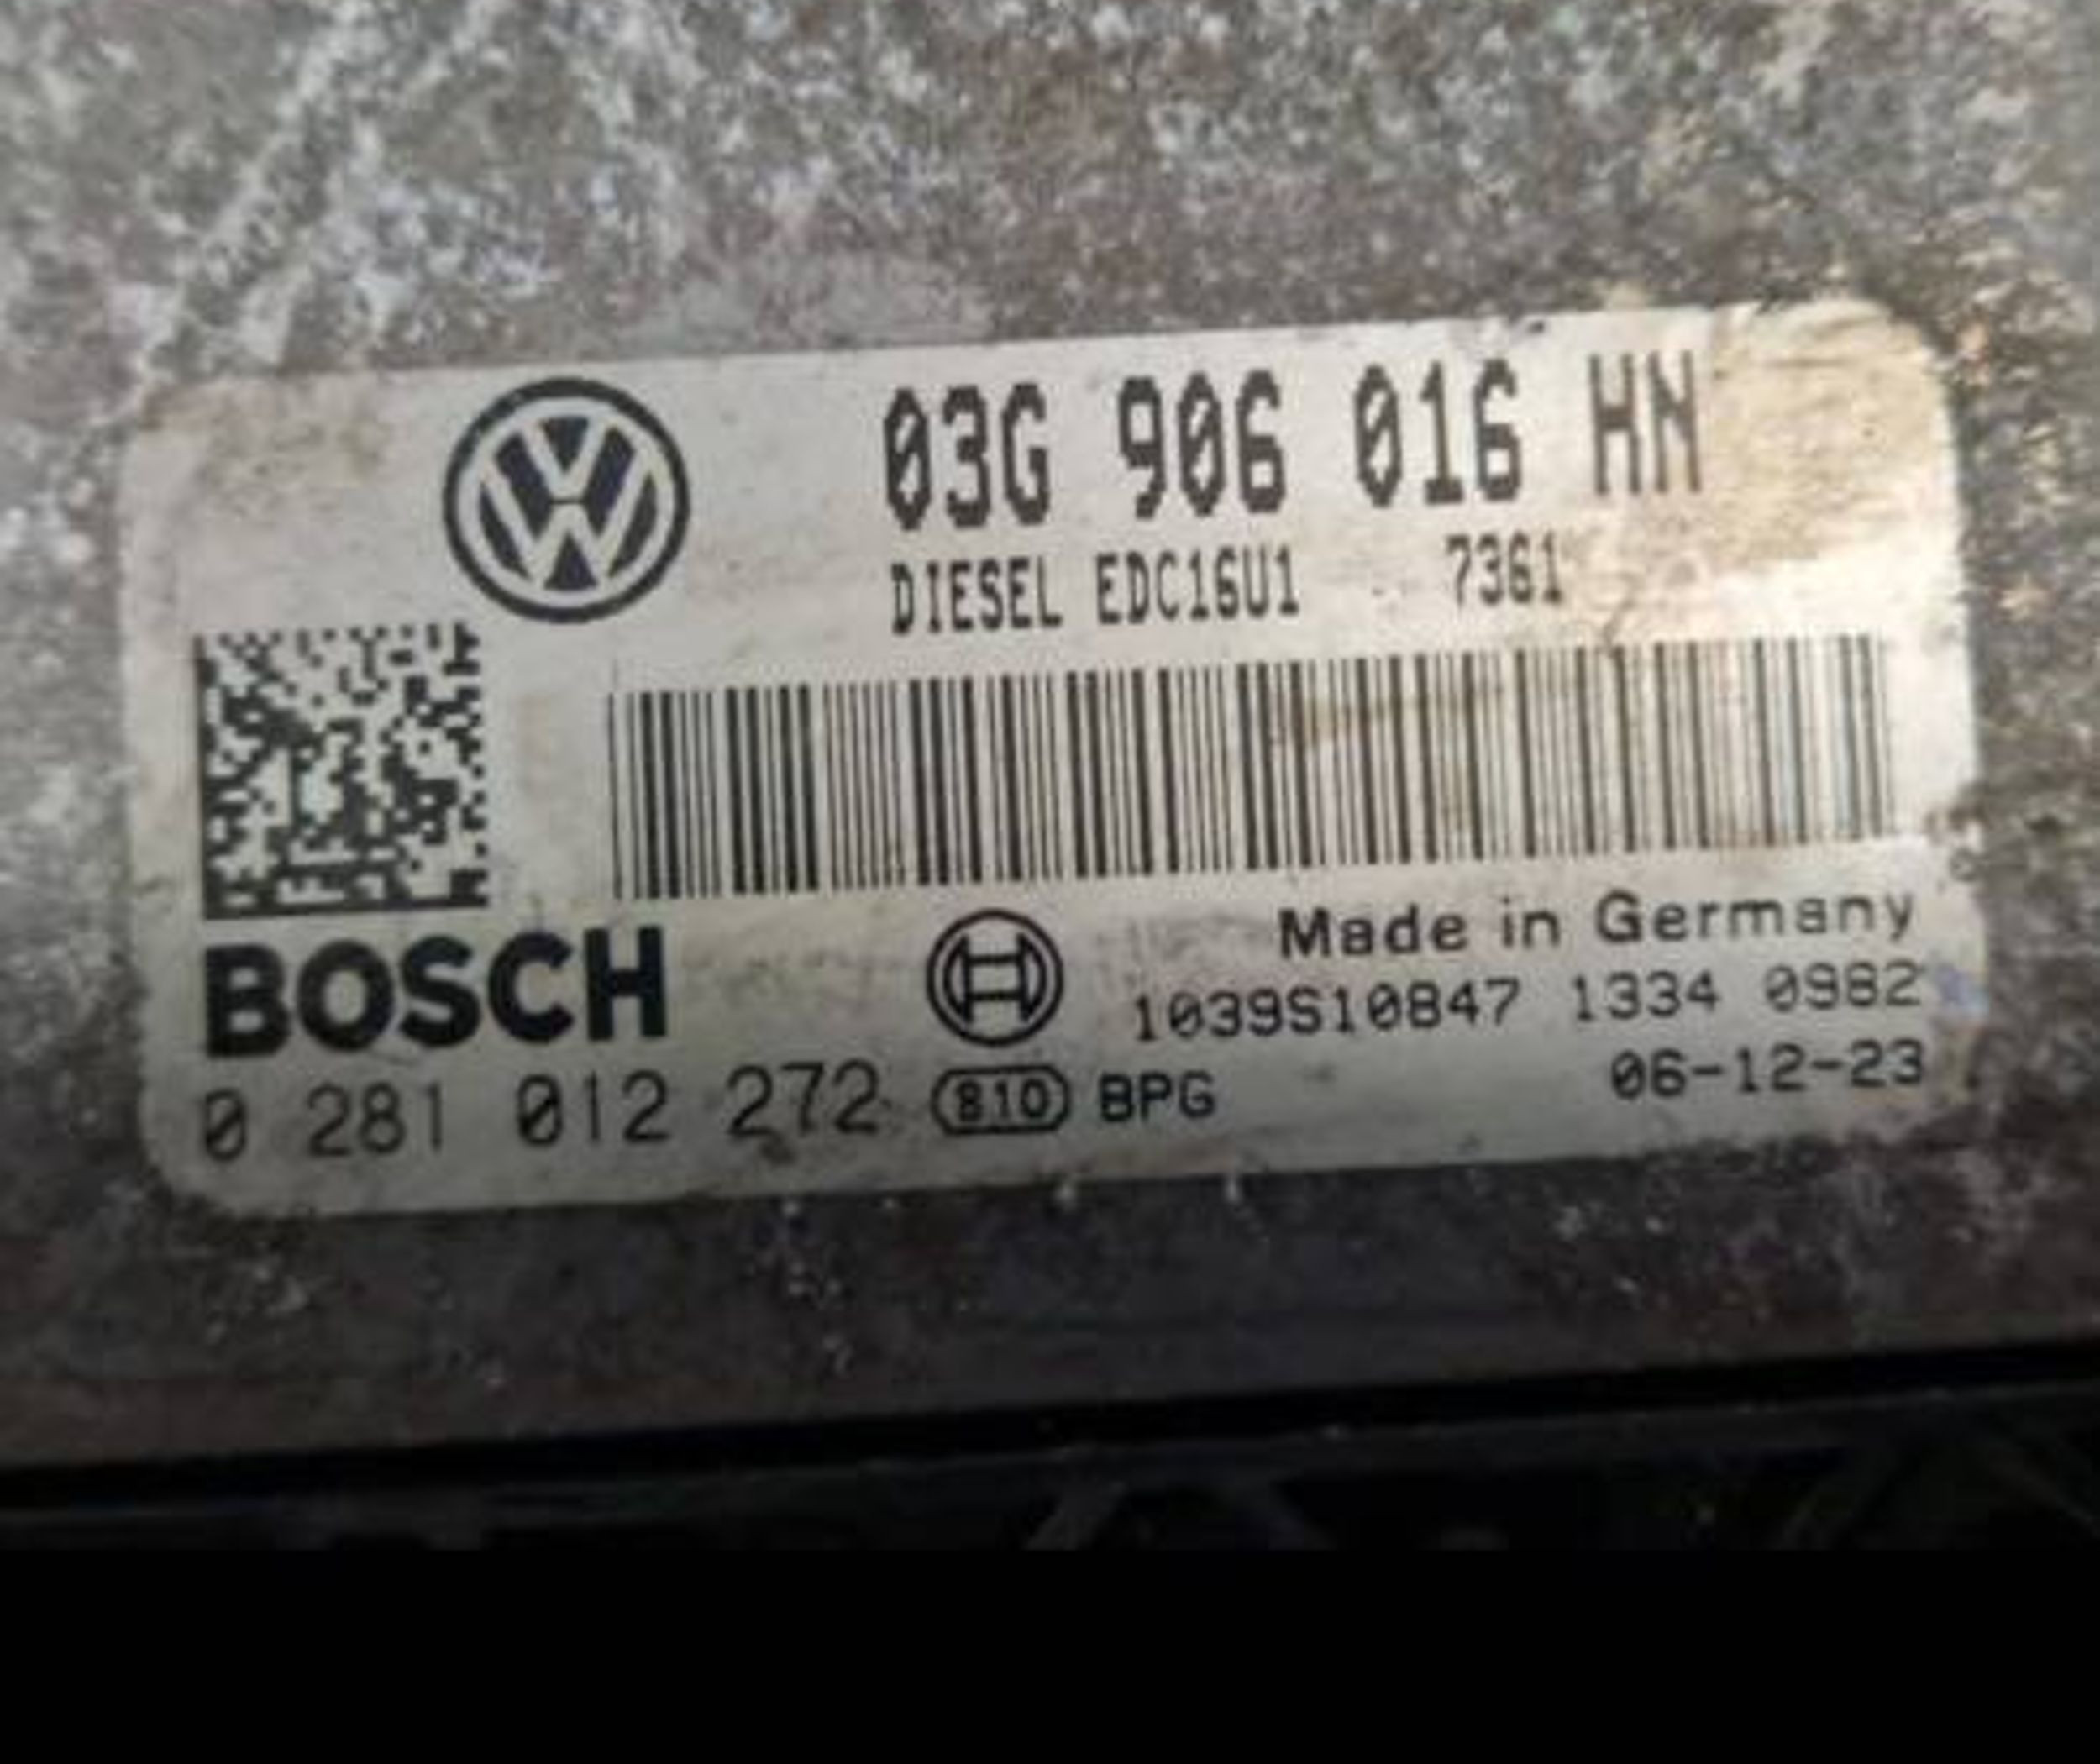 03G 906 016 HN
DIESEL EDC16U1 7361
BOSCH
Made in Germany
1039S10847 1334 0982
0 281 012 272 810 BPG 06-12-23